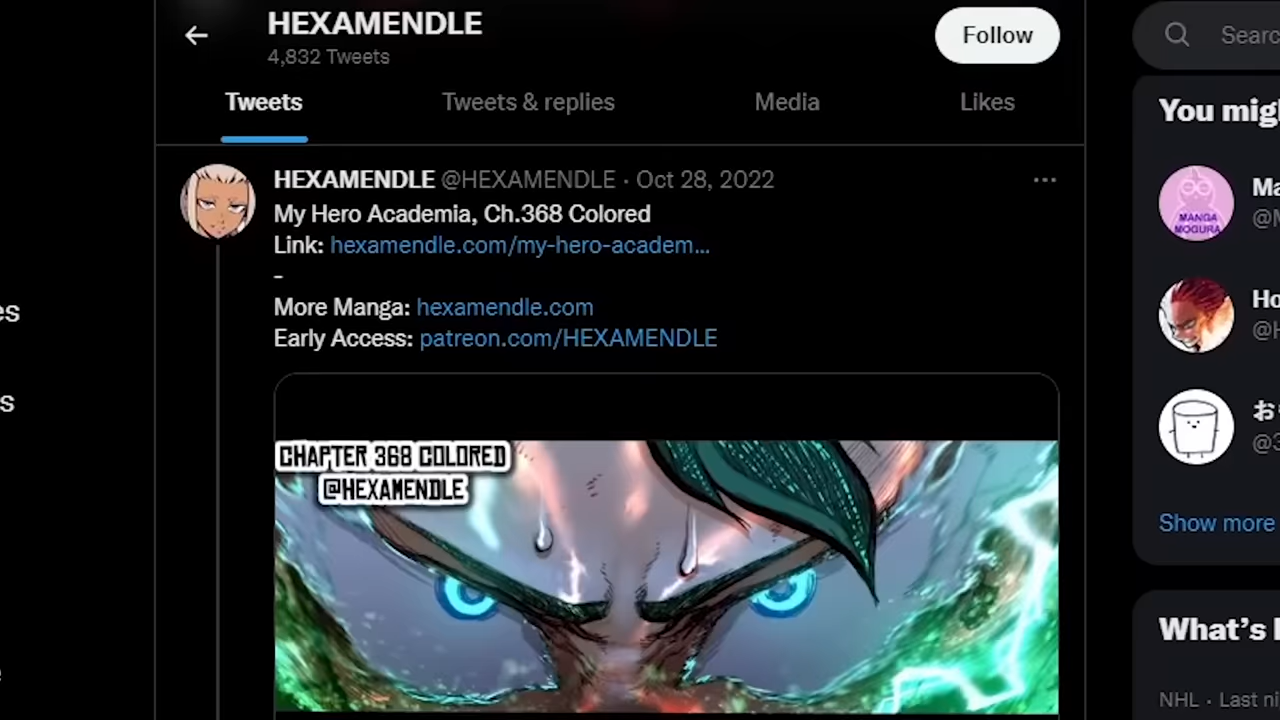 HEXAMENDLE
4,832 Tweets
Follow
Tweets
Tweets & replies
Media
Likes
HEXAMENDLE @HEXAMENDLE · Oct 28, 2022
My Hero Academia, Ch.368 Colored
Link: hexamendle.com/my-hero-academ...
-
More Manga: hexamendle.com
Early Access: patreon.com/HEXAMENDLE
CHAPTER 368 COLORED
@HEXAMENDLE
MANGA
MOGURA
Show more
What's
NHL · Last